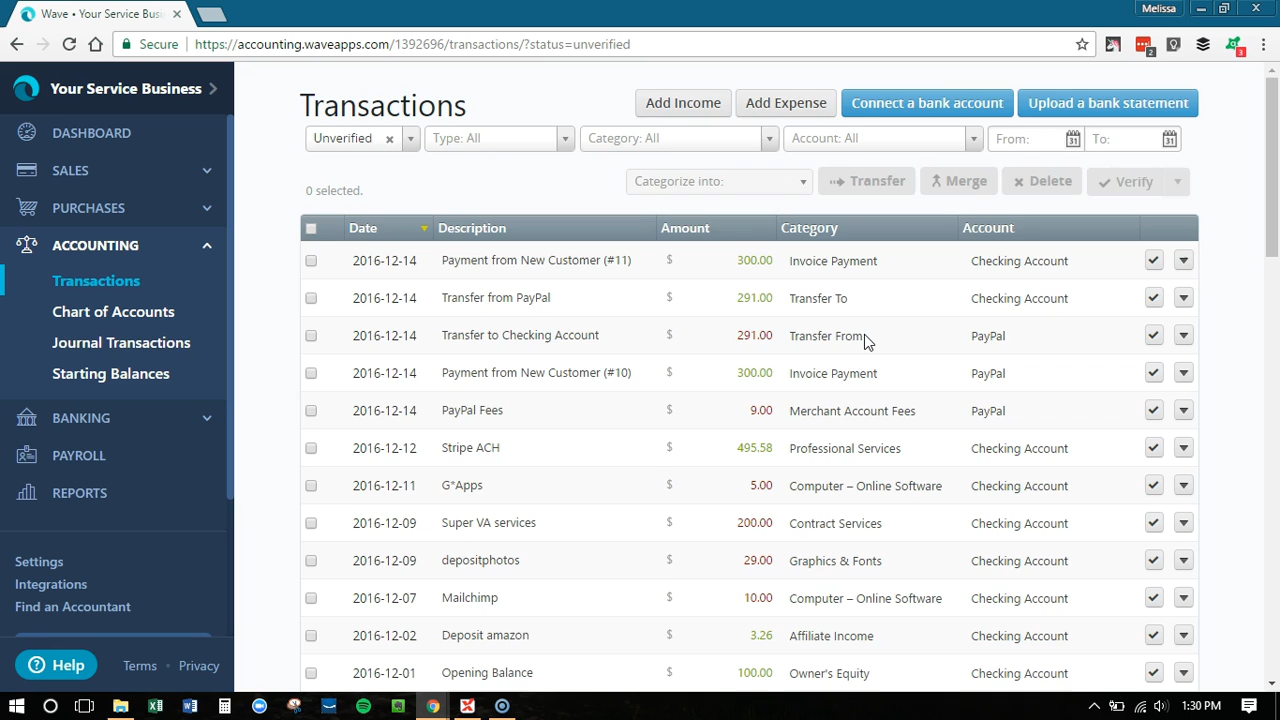 Wave • Your Service Busi
Melissa
Secure
https://accounting.waveapps.com/1392696/transactions/?status=unverified
2
3
Your Service Business
DASHBOARD
SALES
PURCHASES
ACCOUNTING
Transactions
Chart of Accounts
Journal Transactions
Starting Balances
BANKING
PAYROLL
REPORTS
Settings
Integrations
Find an Accountant
? Help
Terms • Privacy
Transactions
Add Income
Add Expense
Connect a bank account
Upload a bank statement
Unverified
Type: All
Category: All
Account: All
From: 31
To: 31
0 selected.
Categorize into:
Transfer
Merge
Delete
Verify
Date Description Amount Category Account
2016-12-14 Payment from New Customer (#11) $ 300.00 Invoice Payment Checking Account
2016-12-14 Transfer from PayPal $ 291.00 Transfer To Checking Account
2016-12-14 Transfer to Checking Account $ 291.00 Transfer From PayPal
2016-12-14 Payment from New Customer (#10) $ 300.00 Invoice Payment PayPal
2016-12-14 PayPal Fees $ 9.00 Merchant Account Fees PayPal
2016-12-12 Stripe ACH $ 495.58 Professional Services Checking Account
2016-12-11 G*Apps $ 5.00 Computer – Online Software Checking Account
2016-12-09 Super VA services $ 200.00 Contract Services Checking Account
2016-12-09 depositphotos $ 29.00 Graphics & Fonts Checking Account
2016-12-07 Mailchimp $ 10.00 Computer – Online Software Checking Account
2016-12-02 Deposit amazon $ 3.26 Affiliate Income Checking Account
2016-12-01 Opening Balance $ 100.00 Owner's Equity Checking Account
1:30 PM